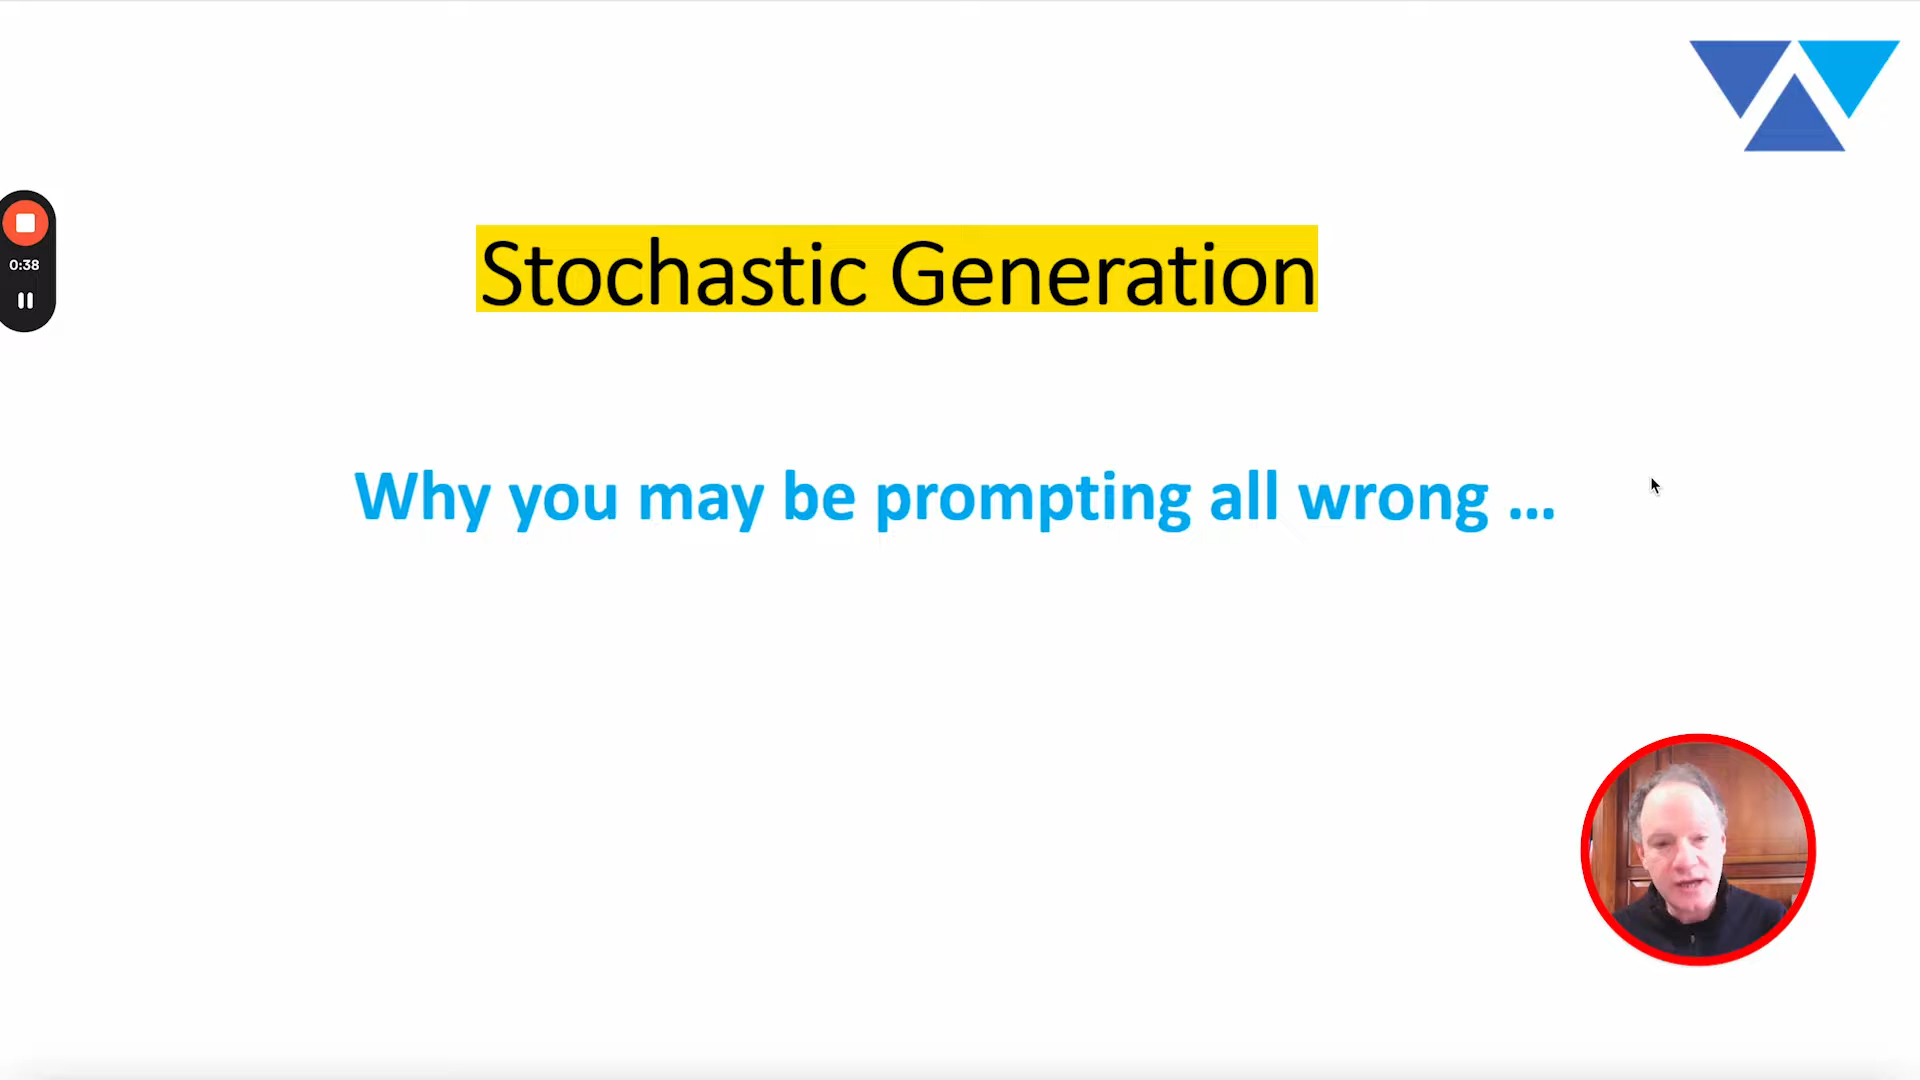 Stochastic Generation
0:38
Why you may be prompting all wrong ...